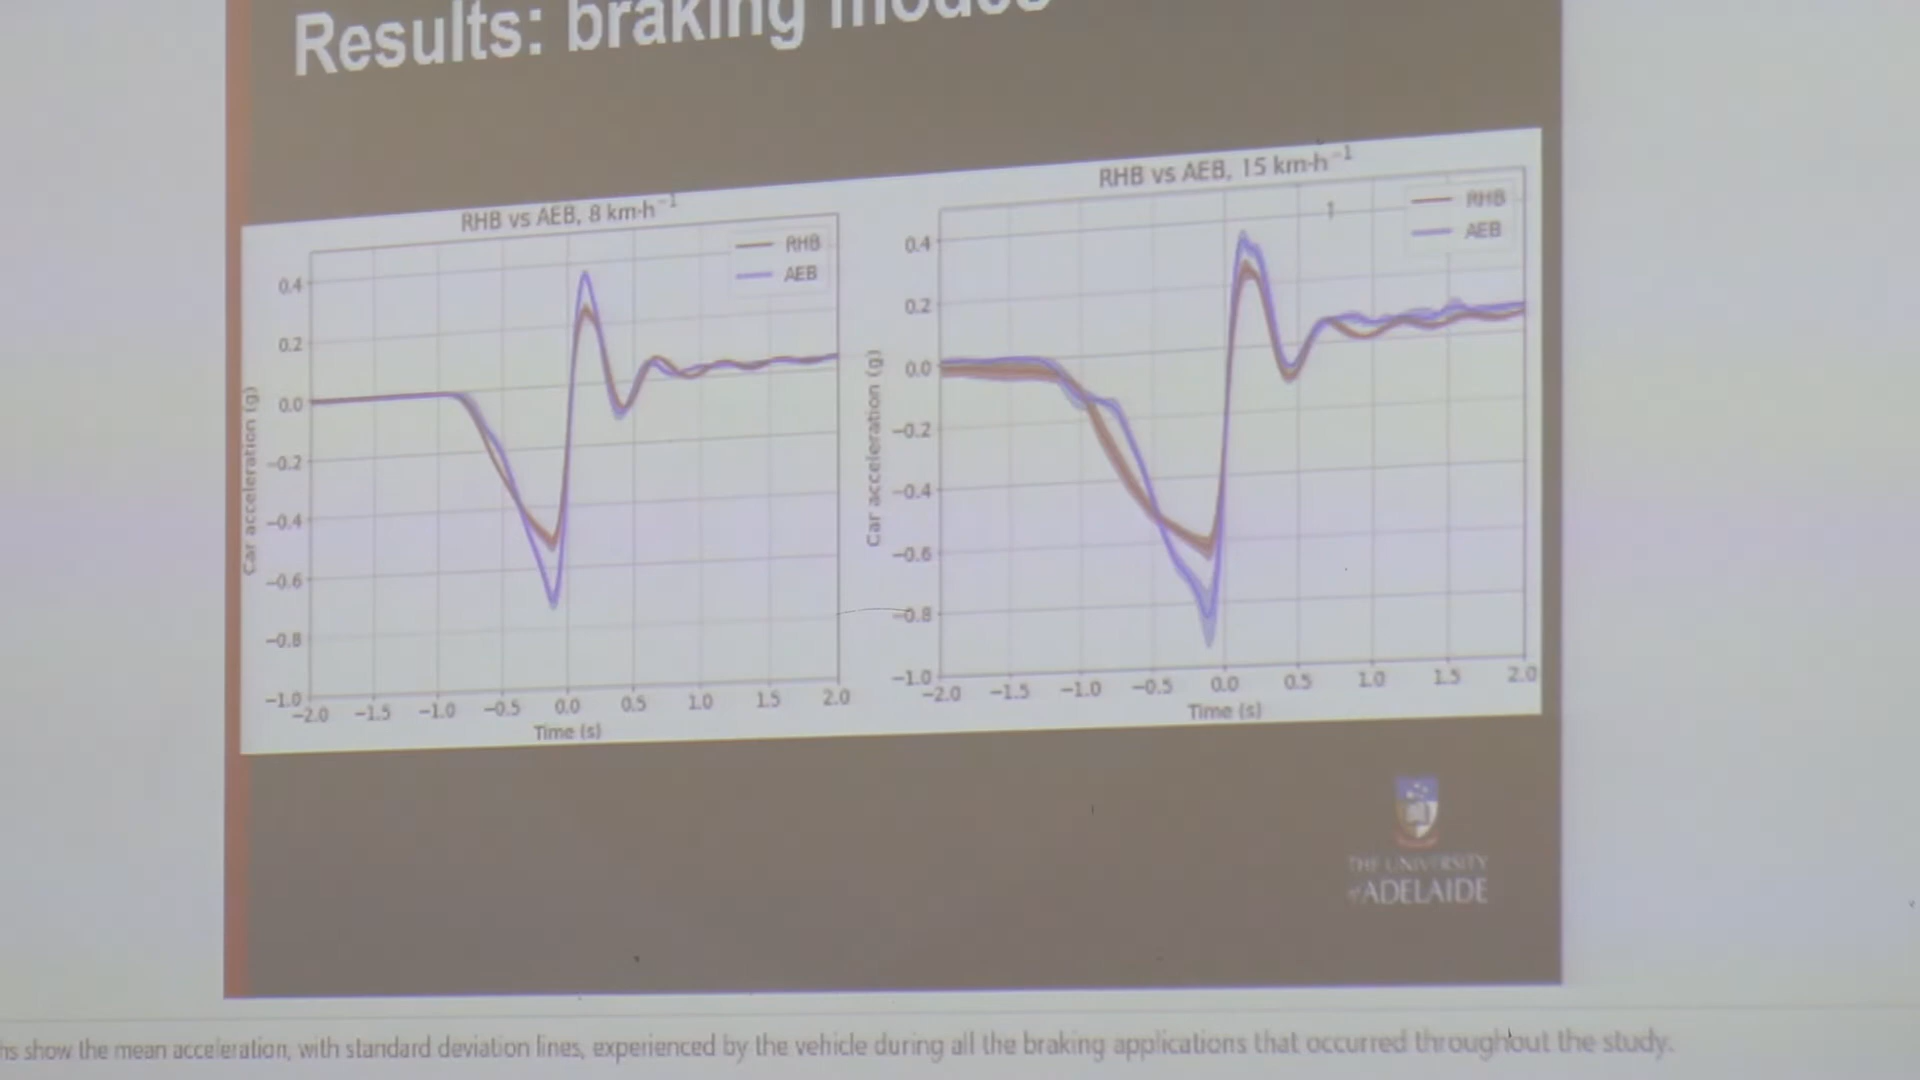 Results: braking modes
RHB vs AEB, 8 km·h⁻¹
RHB
AEB
0.4
0.2
0.0
−0.2
−0.4
−0.6
−0.8
−1.0
Car acceleration (g)
−2.0 −1.5 −1.0 −0.5 0.0 0.5 1.0 1.5 2.0
Time (s)
RHB vs AEB, 15 km·h⁻¹
RHB
AEB
0.4
0.2
0.0
−0.2
−0.4
−0.6
−0.8
−1.0
Car acceleration (g)
−2.0 −1.5 −1.0 −0.5 0.0 0.5 1.0 1.5 2.0
Time (s)
THE UNIVERSITY
of ADELAIDE
show the mean acceleration, with standard deviation lines, experienced by the vehicle during all the braking applications that occurred throughout the study.